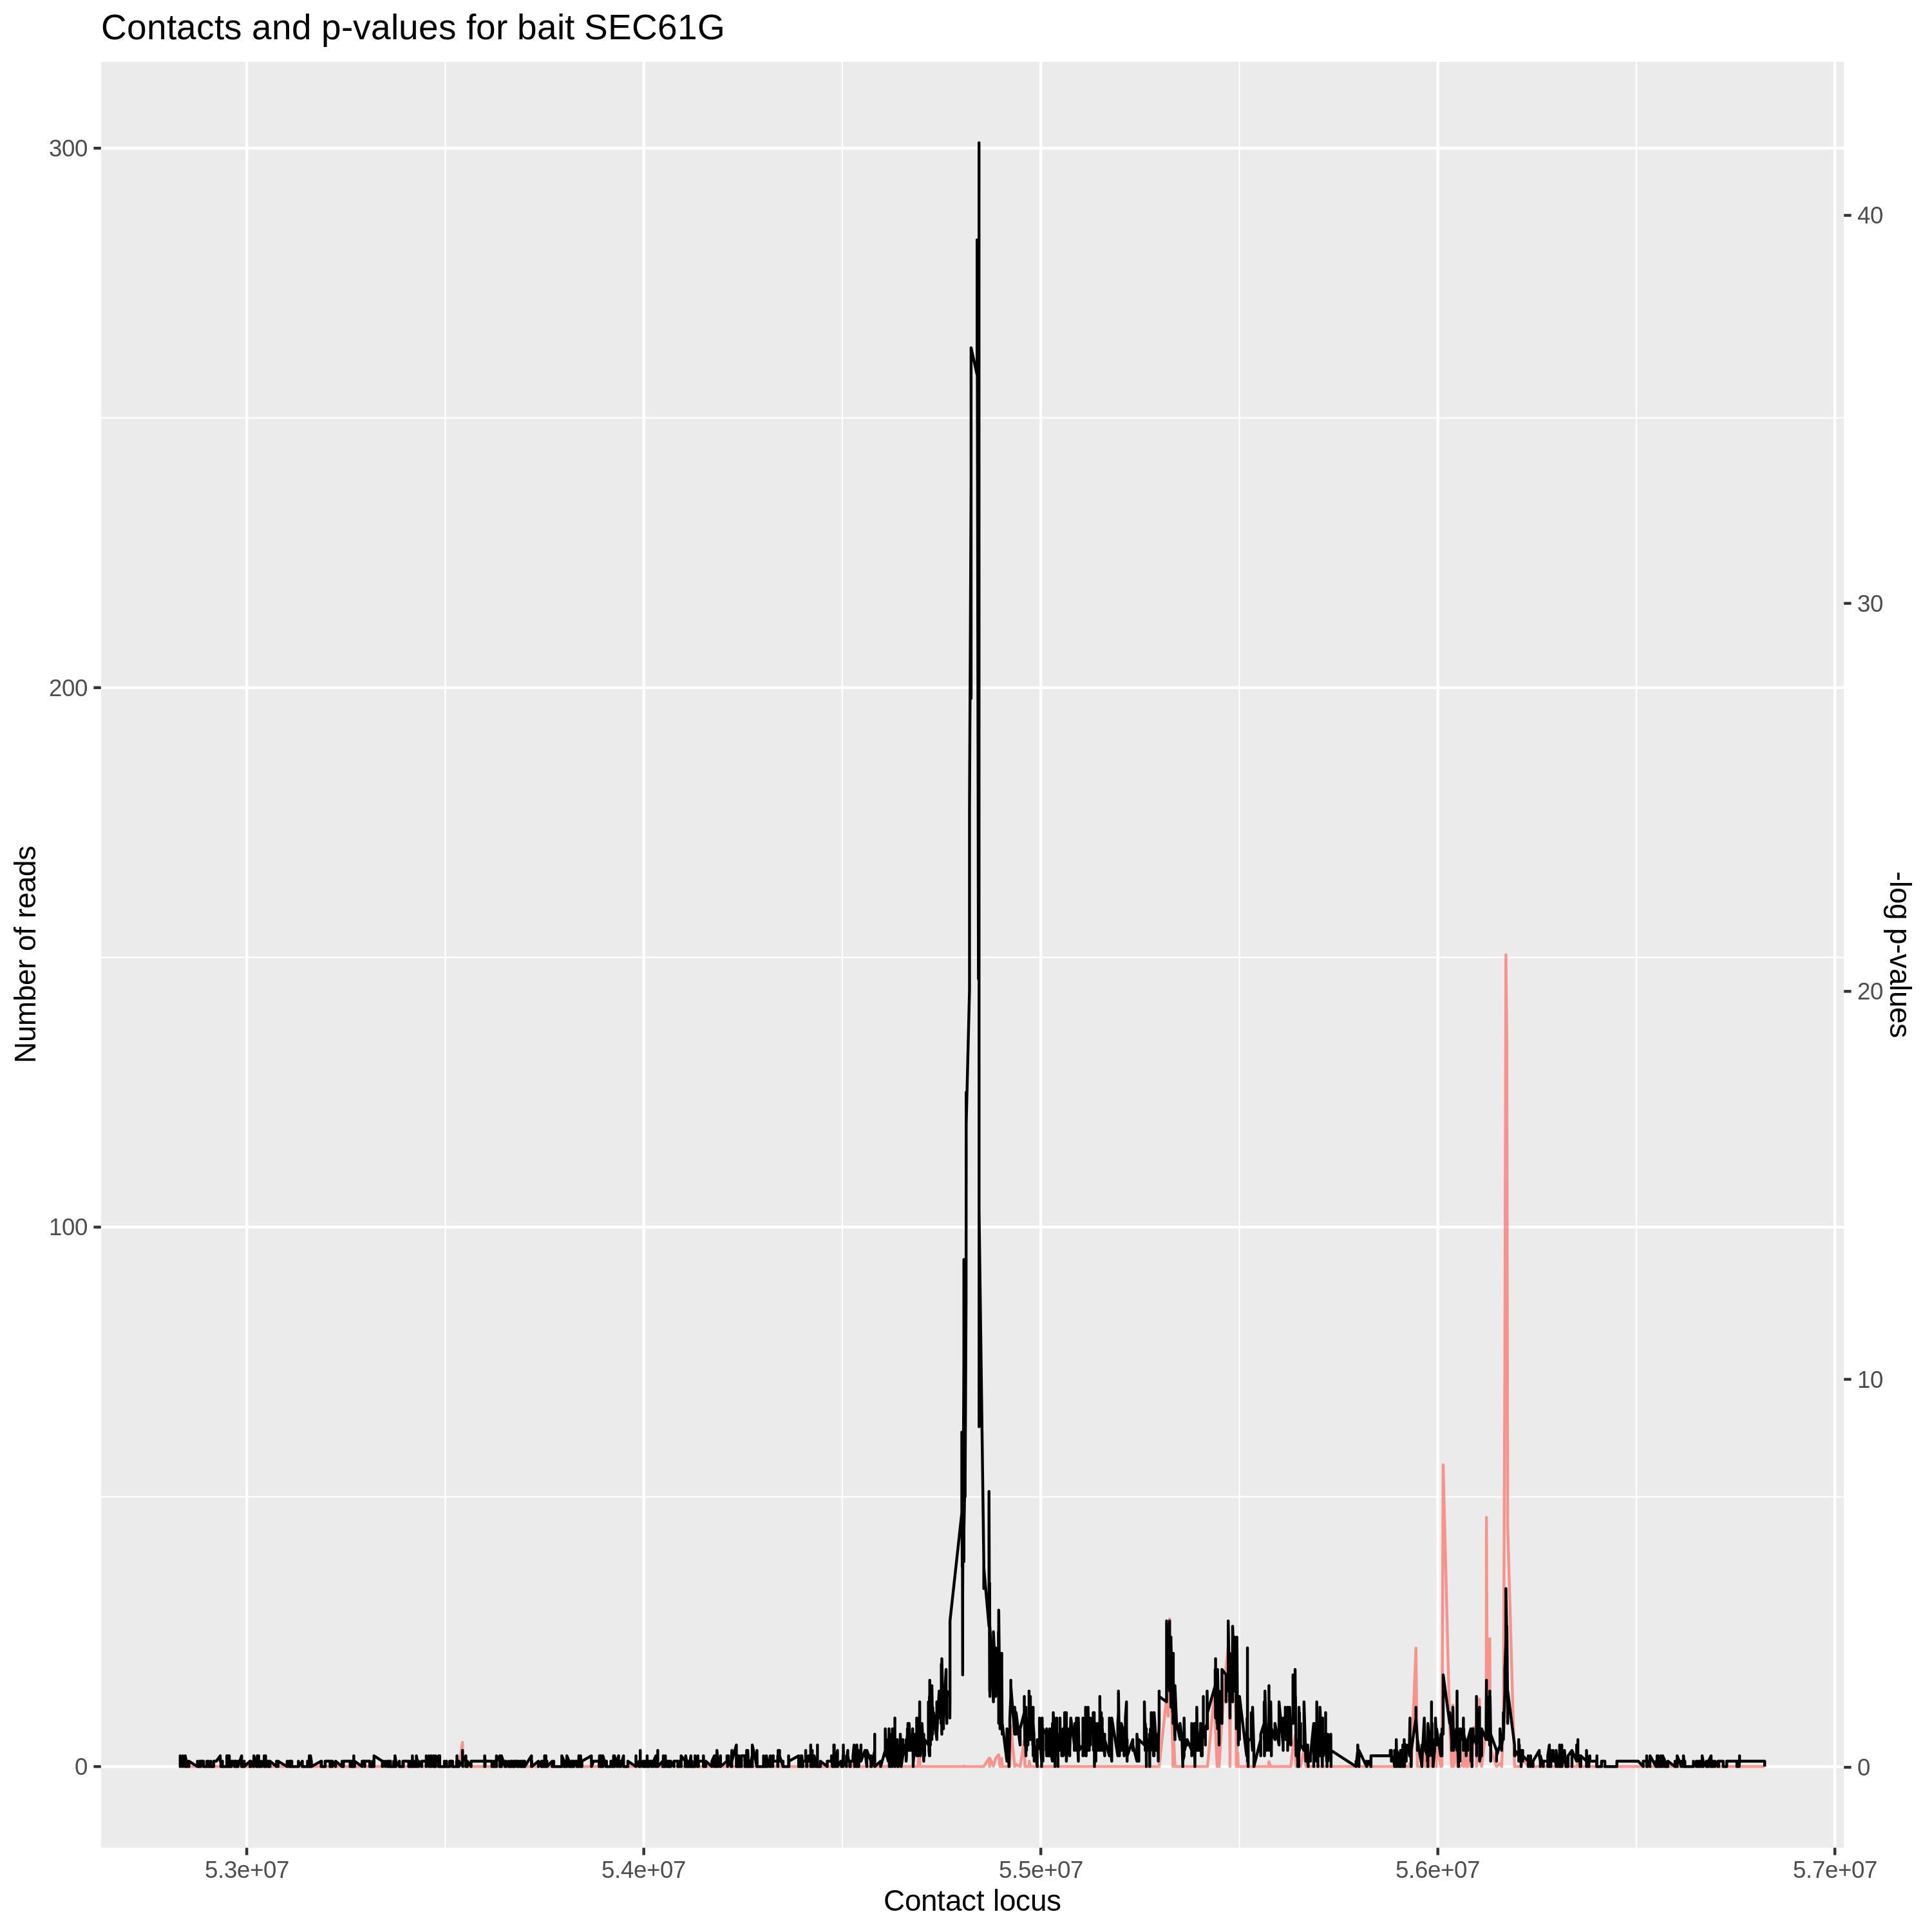 Contacts and p-values for bait SEC61G
300
200
100
0
Number of reads
40
30
20
10
0
-log p-values
5.3e+07
5.4e+07
5.5e+07
5.6e+07
5.7e+07
Contact locus